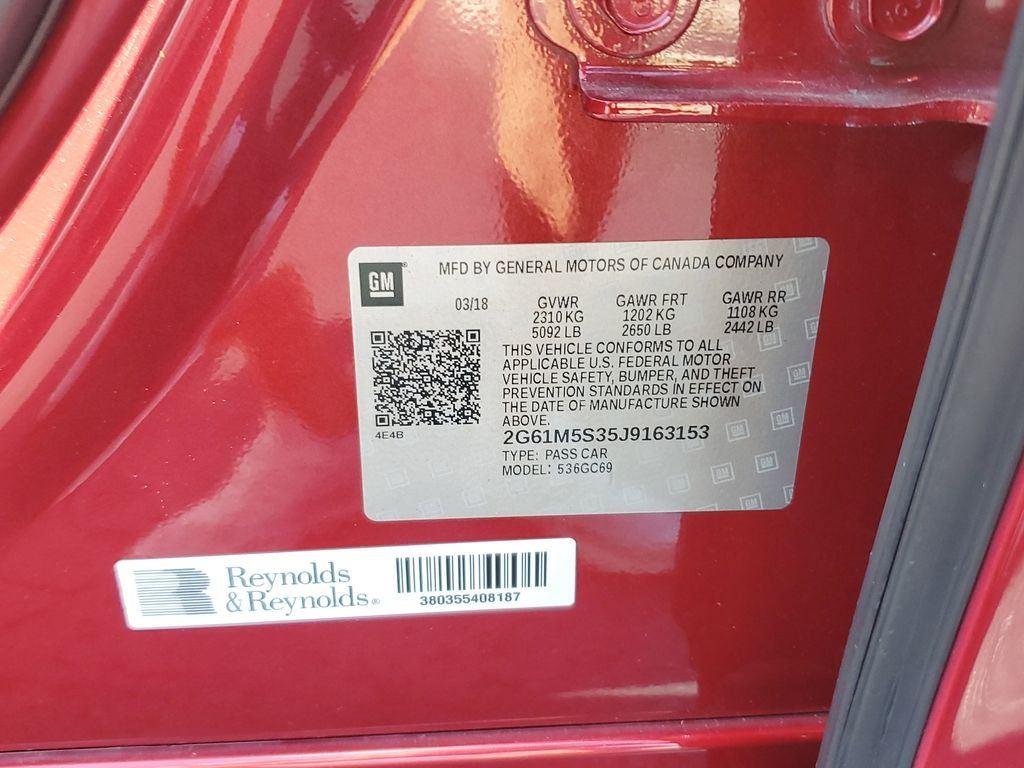 GM
MFD BY GENERAL MOTORS OF CANADA COMPANY
03/18 GVWR GAWR FRT GAWR RR
2310 KG 1202 KG 1108 KG
5092 LB 2650 LB 2442 LB
THIS VEHICLE CONFORMS TO ALL
APPLICABLE U.S. FEDERAL MOTOR
VEHICLE SAFETY, BUMPER, AND THEFT
PREVENTION STANDARDS IN EFFECT ON
THE DATE OF MANUFACTURE SHOWN
ABOVE.
4E4B
2G61M5S35J9163153
TYPE: PASS CAR
MODEL: 536GC69
Reynolds
&Reynolds®
380355408187